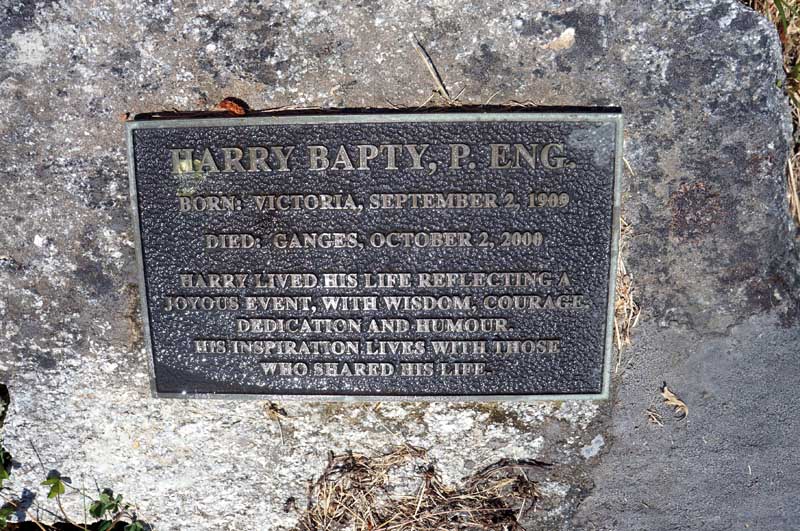 HARRY BAPTY, P. ENG.
BORN: VICTORIA, SEPTEMBER 2, 1909
DIED: GANGES, OCTOBER 2, 2000
HARRY LIVED HIS LIFE REFLECTING A
JOYOUS EVENT, WITH WISDOM, COURAGE,
DEDICATION AND HUMOUR.
HIS INSPIRATION LIVES WITH THOSE
WHO SHARED HIS LIFE.